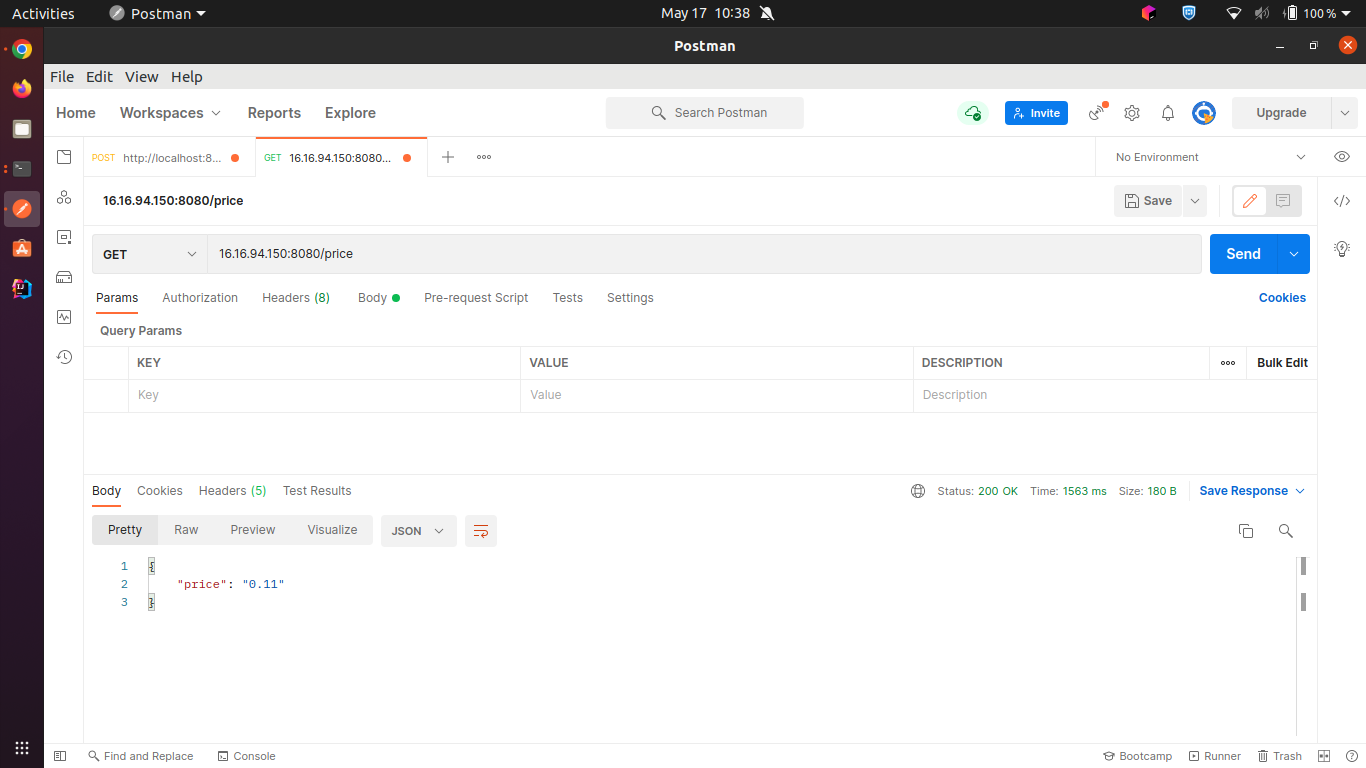 Activities Postman May 17 10:38 100 %
Postman
File Edit View Help
Home Workspaces Reports Explore Search Postman Invite Upgrade
POST http://localhost:8... GET 16.16.94.150:8080... No Environment
16.16.94.150:8080/price Save
GET 16.16.94.150:8080/price Send
Params Authorization Headers (8) Body Pre-request Script Tests Settings Cookies
Query Params
KEY VALUE DESCRIPTION Bulk Edit
Key Value Description
Body Cookies Headers (5) Test Results Status: 200 OK Time: 1563 ms Size: 180 B Save Response
Pretty Raw Preview Visualize JSON
1 {
2 "price": "0.11"
3 }
Find and Replace Console Bootcamp Runner Trash